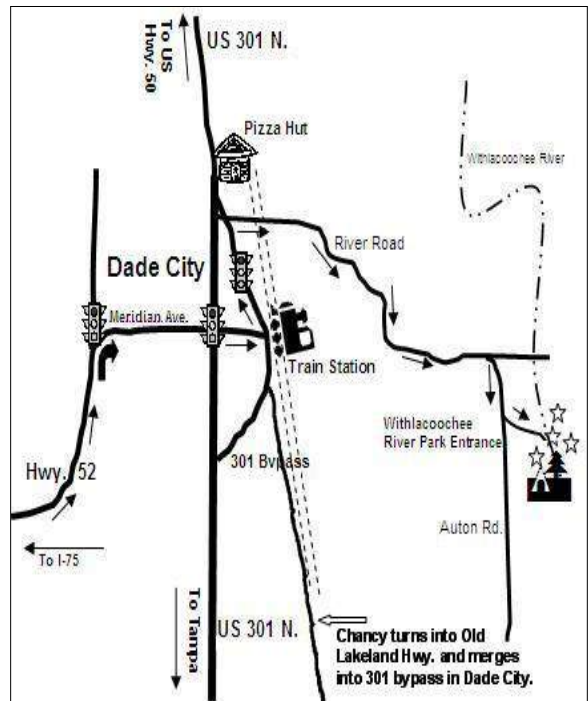 To US
Hwy. 50
US 301 N.
Pizza Hut
Withlacoochee River
River Road
Dade City
Meridian Ave.
Train Station
Withlacoochee
River Park Entrance
301 Bypass
Hwy. 52
Auton Rd.
To I-75
To Tampa
US 301 N.
Chancy turns into Old
Lakeland Hwy. and merges
into 301 bypass in Dade City.